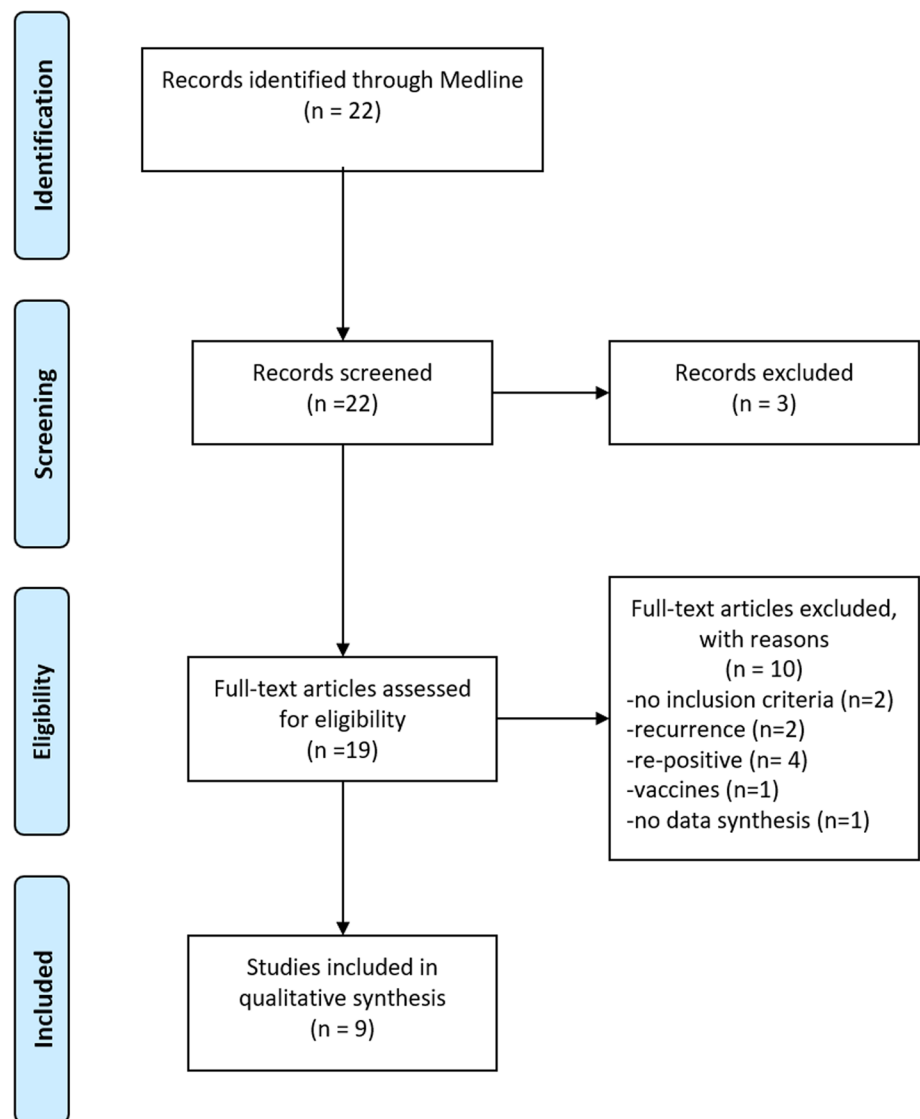 Identification
Records identified through Medline
(n = 22)
Screening
Records screened
(n =22)
Records excluded
(n = 3)
Eligibility
Full-text articles assessed
for eligibility
(n =19)
Full-text articles excluded,
with reasons
(n = 10)
-no inclusion criteria (n=2)
-recurrence (n=2)
-re-positive (n= 4)
-vaccines (n=1)
-no data synthesis (n=1)
Included
Studies included in
qualitative synthesis
(n = 9)